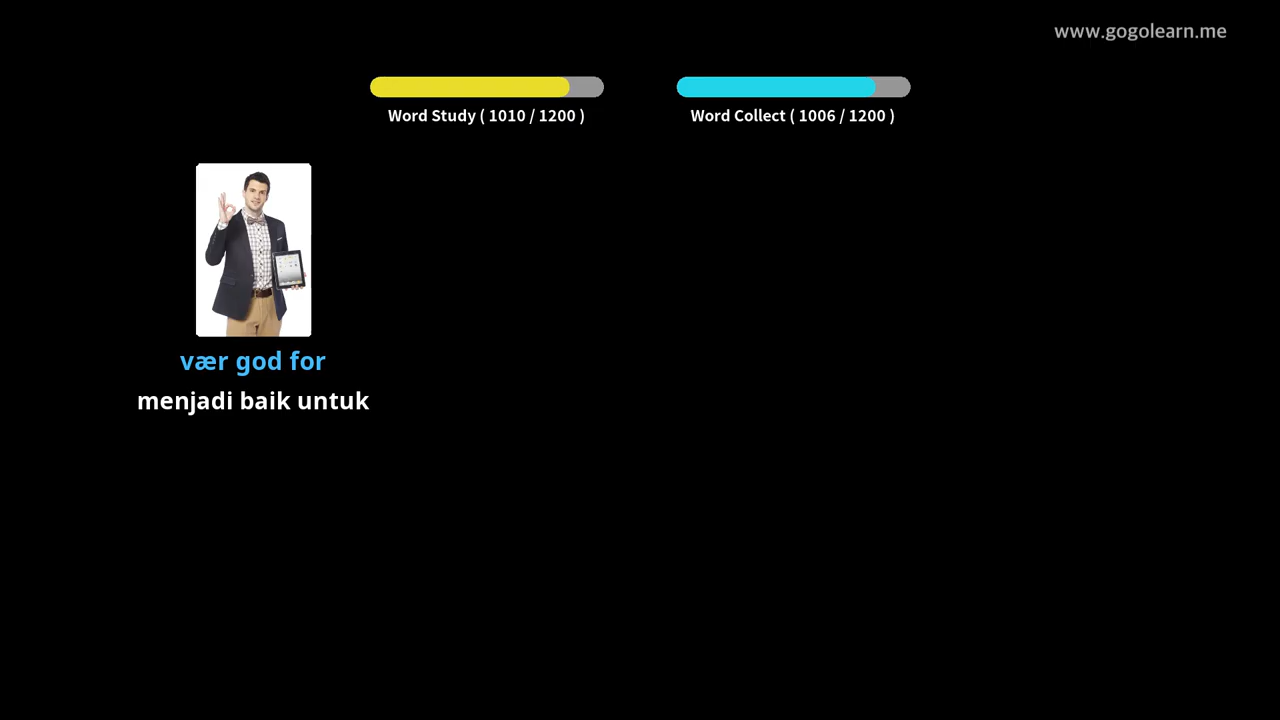 www.gogolearn.me
Word Study ( 1010 / 1200 )
Word Collect ( 1006 / 1200 )
vær god for
menjadi baik untuk